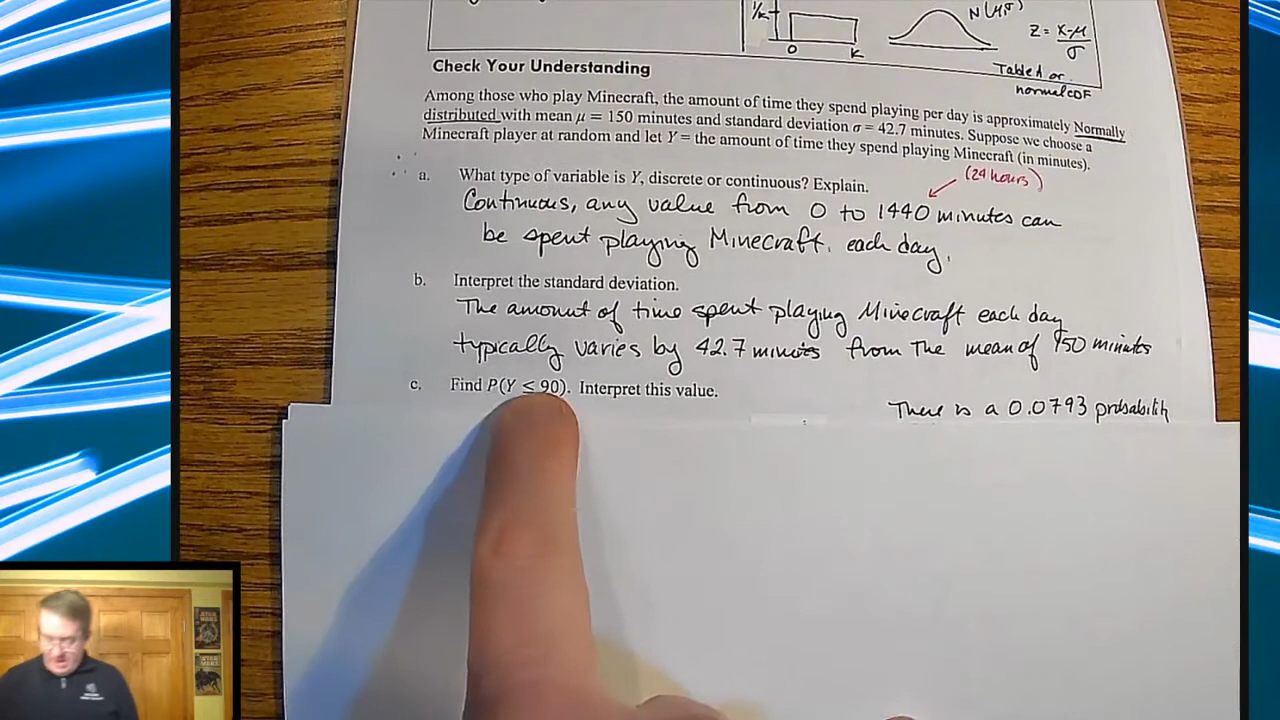 1/k
0
k
N(μ,σ)
z = x-μ
σ
Table A or
normalCDF
Check Your Understanding
Among those who play Minecraft, the amount of time they spend playing per day is approximately Normally
distributed with mean μ = 150 minutes and standard deviation σ = 42.7 minutes. Suppose we choose a
Minecraft player at random and let Y = the amount of time they spend playing Minecraft (in minutes).
a. What type of variable is Y, discrete or continuous? Explain.
(24 hours)
Continuous, any value from 0 to 1440 minutes can
be spent playing Minecraft. each day.
b. Interpret the standard deviation.
The amount of time spent playing Minecraft each day
typically varies by 42.7 minutes from the mean of 150 minutes
c. Find P(Y ≤ 90). Interpret this value.
There is a 0.0793 probability
STAR WARS
STAR WARS